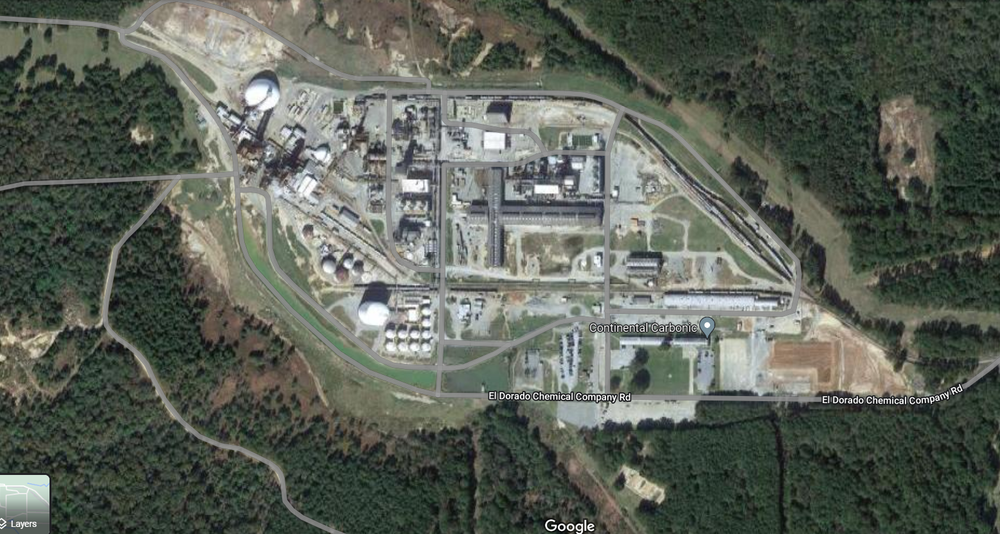 Continental Carbonic
El Dorado Chemical Company Rd
El Dorado Chemical Company Rd
Layers
Google